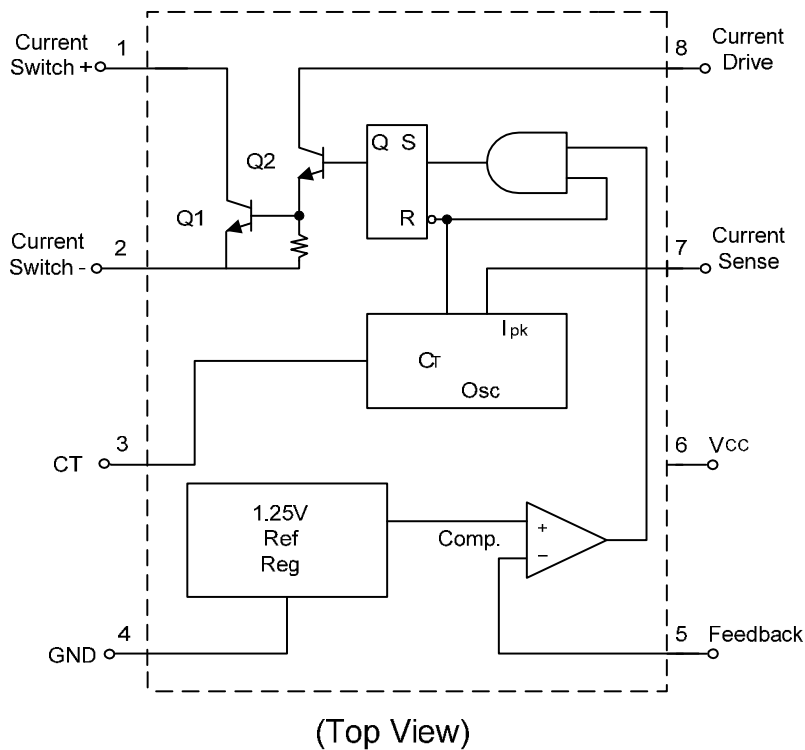 Current
Switch +
1
8
Current
Drive
Q S
Q2
Q1
R
Current
Switch -
2
7
Current
Sense
Ipk
CT
Osc
3
CT
6
VCC
1.25V
Ref
Reg
Comp.
+
−
4
GND
5
Feedback
(Top View)